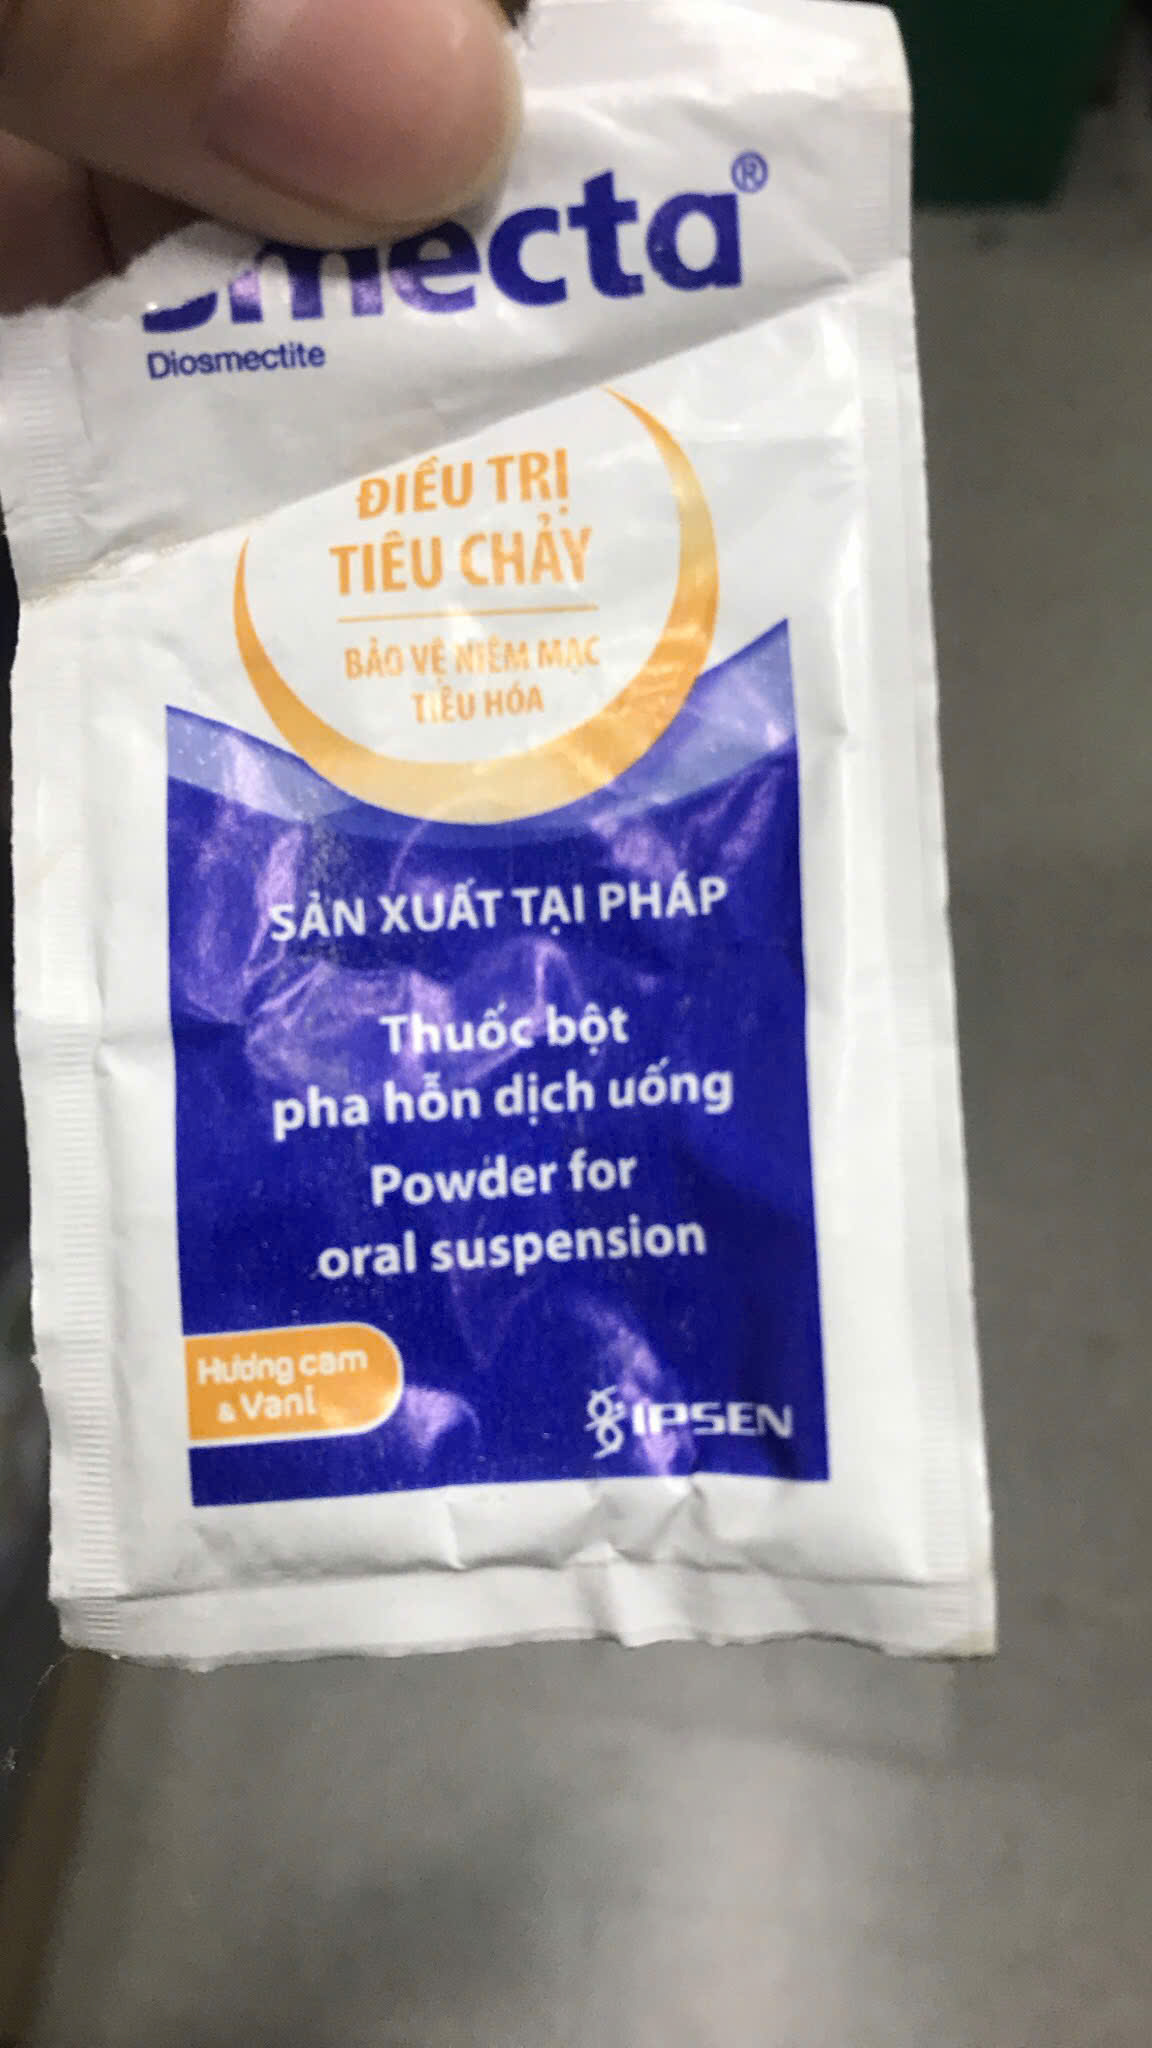 Smecta®
Diosmectite
ĐIỀU TRỊ
TIÊU CHẢY
BẢO VỆ NIÊM MẠC
TIÊU HÓA
SẢN XUẤT TẠI PHÁP
Thuốc bột
pha hỗn dịch uống
Powder for
oral suspension
Hương cam
& Vani
IPSEN